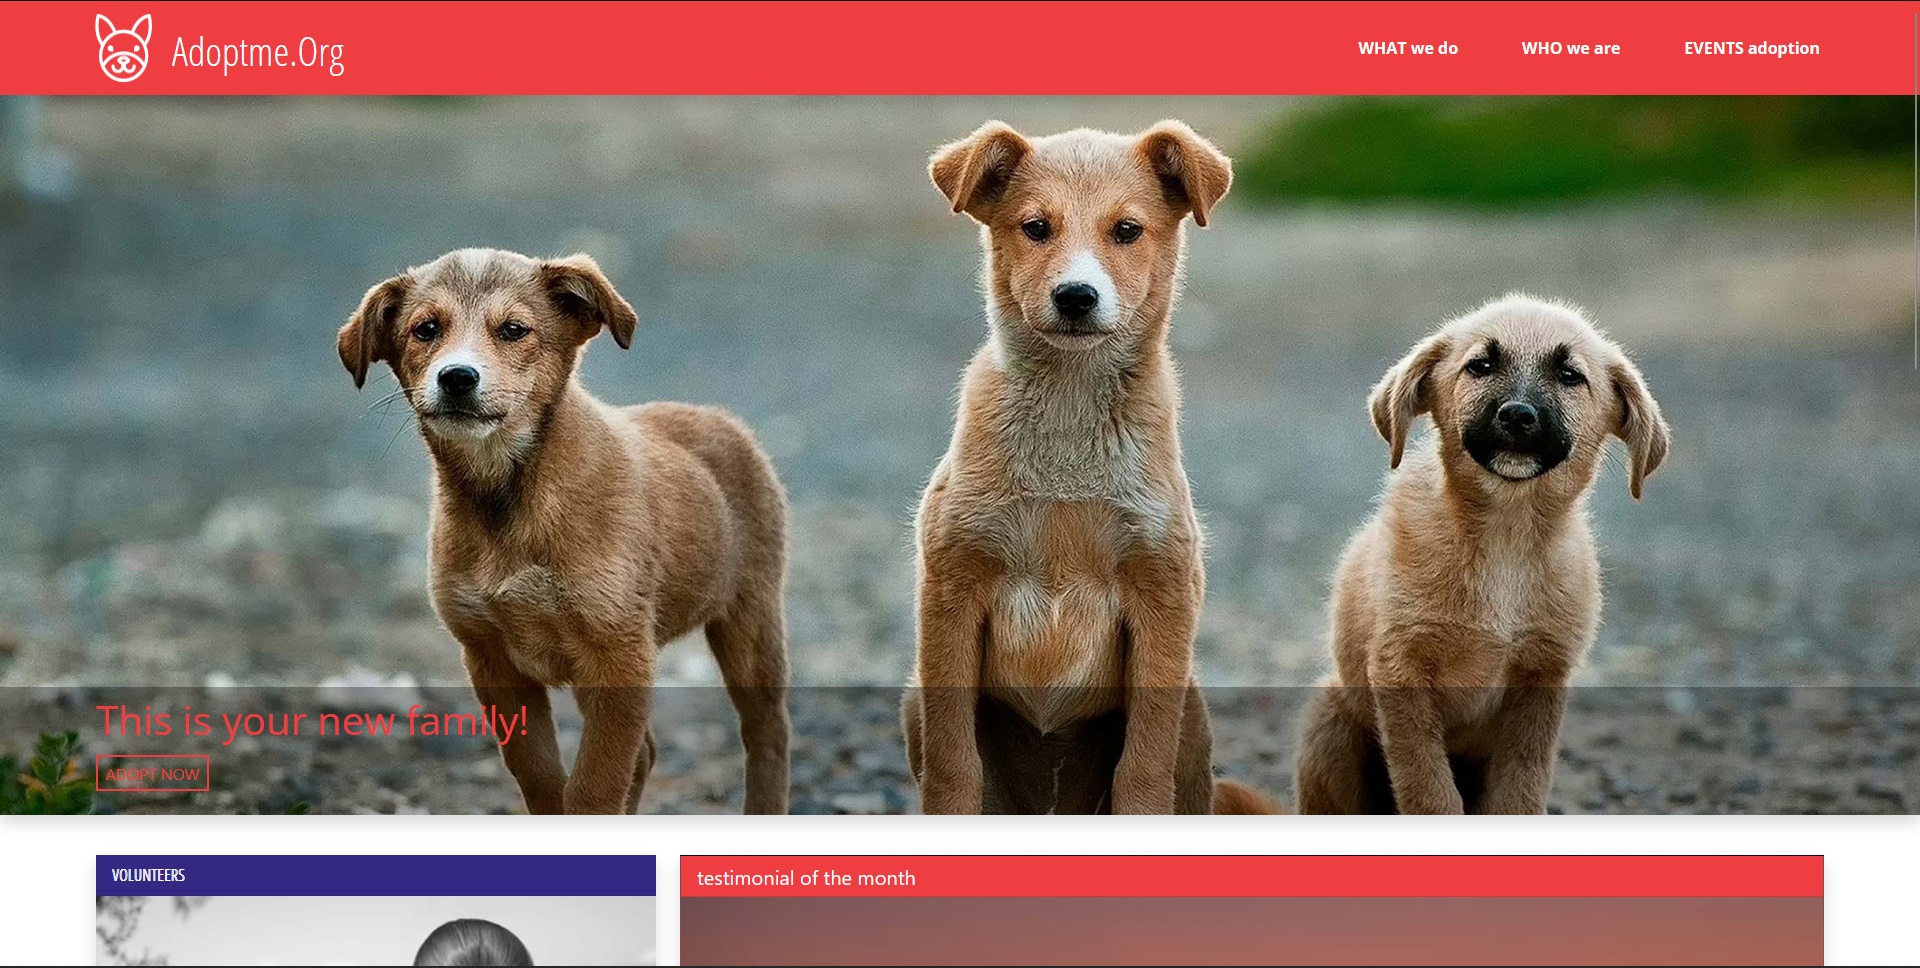 Adoptme.Org
WHAT we do
WHO we are
EVENTS adoption
This is your new family!
ADOPT NOW
VOLUNTEERS
testimonial of the month